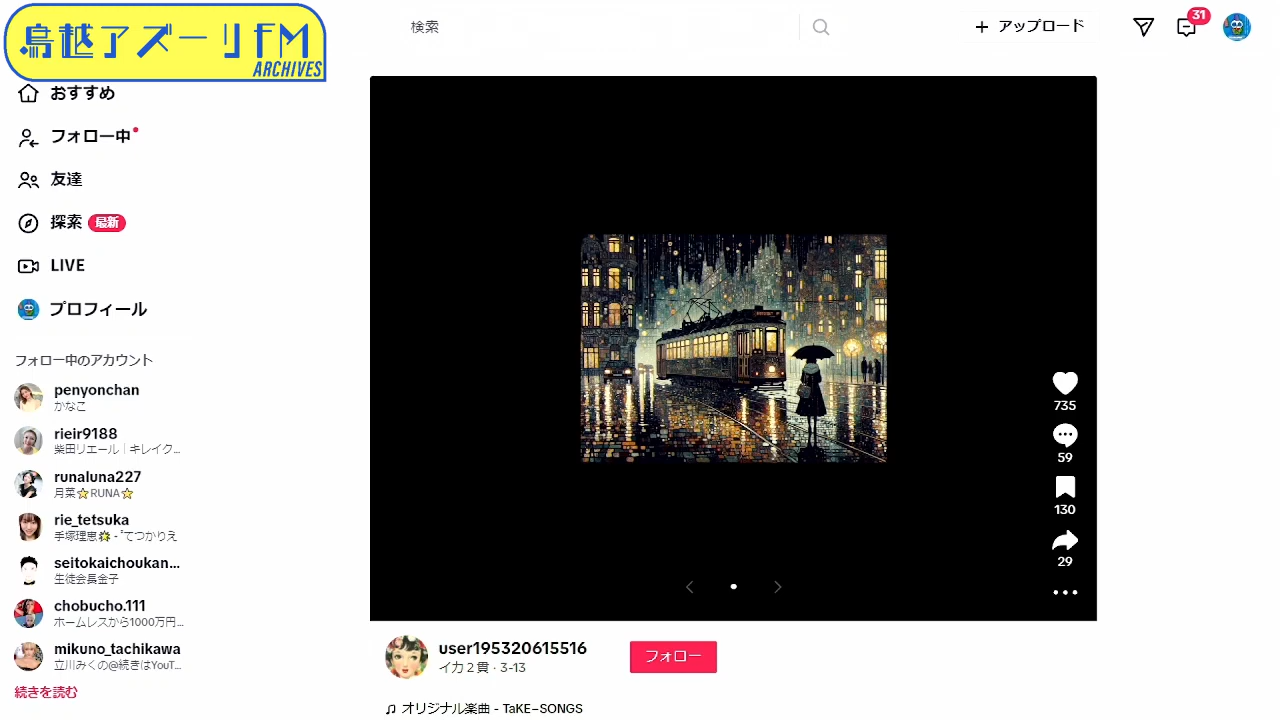 鳥越アズーリFM
ARCHIVES
検索
アップロード
31
おすすめ
フォロー中
友達
探索 最新
LIVE
プロフィール
フォロー中のアカウント
penyonchan
かなこ
rieir9188
柴田リエール｜キレイク...
runaluna227
月菜⭐RUNA⭐
rie_tetsuka
手塚理恵
てつかりえ
seitokaichoukan...
生徒会長金子
chobucho.111
ホームレスから1000万円...
mikuno_tachikawa
立川みくの@続きはYouT...
続きを読む
735
59
130
29
user195320615516
イカ２貫 · 3-13
フォロー
♫ オリジナル楽曲 - TaKE−SONGS